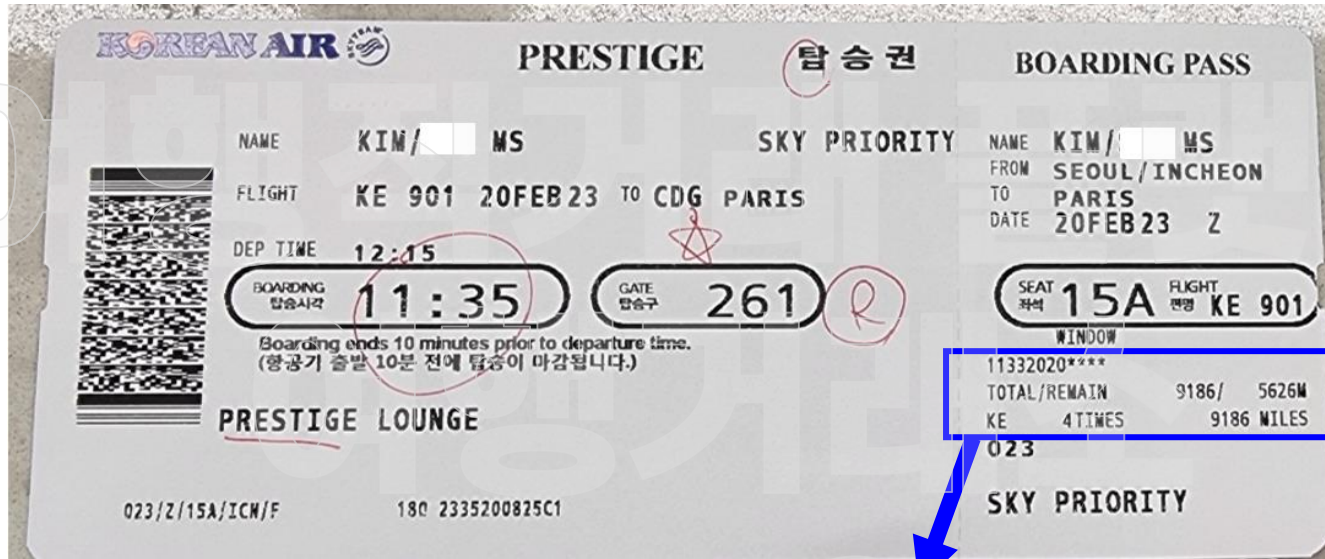 KOREAN AIR SKYTEAM
PRESTIGE 탑승권
NAME KIM/ MS SKY PRIORITY
FLIGHT KE 901 20FEB23 TO CDG PARIS
DEP TIME 12:15
BOARDING 탑승시각 11:35 GATE 탑승구 261 R
Boarding ends 10 minutes prior to departure time.
(항공기 출발 10분 전에 탑승이 마감됩니다.)
PRESTIGE LOUNGE
023/Z/15A/ICN/F 180 2335200825C1
BOARDING PASS
NAME KIM/ MS
FROM SEOUL/INCHEON
TO PARIS
DATE 20FEB23 Z
SEAT 좌석 15A FLIGHT 편명 KE 901
WINDOW
11332020****
TOTAL/REMAIN 9186/ 5626M
KE 4TIMES 9186 MILES
023
SKY PRIORITY